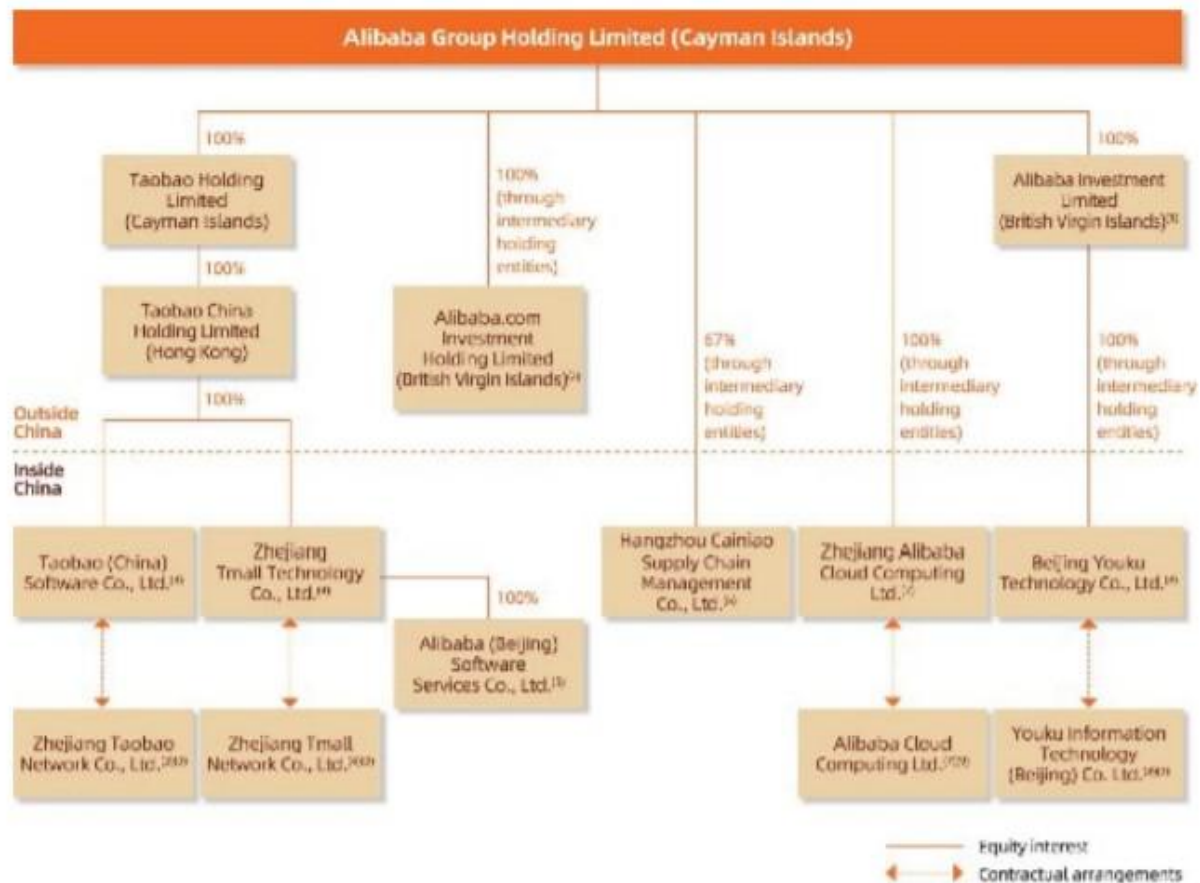 Alibaba Group Holding Limited (Cayman Islands)
100%
Taobao Holding
Limited
(Cayman Islands)
100%
Taobao China
Holding Limited
(Hong Kong)
100%
100%
(through
intermediary
holding
entities)
Alibaba.com
Investment
Holding Limited
(British Virgin Islands)
67%
(through
intermediary
holding
entities)
100%
(through
intermediary
holding
entities)
100%
Alibaba Investment
Limited
(British Virgin Islands)
100%
(through
intermediary
holding
entities)
Outside
China
Inside
China
Taobao (China)
Software Co., Ltd.
Zhejiang
Tmall Technology
Co., Ltd.
100%
Alibaba (Beijing)
Software
Services Co., Ltd.
Hangzhou Cainiao
Supply Chain
Management
Co., Ltd.
Zhejiang Alibaba
Cloud Computing
Ltd.
Beijing Youku
Technology Co., Ltd.
Zhejiang Taobao
Network Co., Ltd.
Zhejiang Tmall
Network Co., Ltd.
Alibaba Cloud
Computing Ltd.
Youku Information
Technology
(Beijing) Co. Ltd.
Equity interest
Contractual arrangements